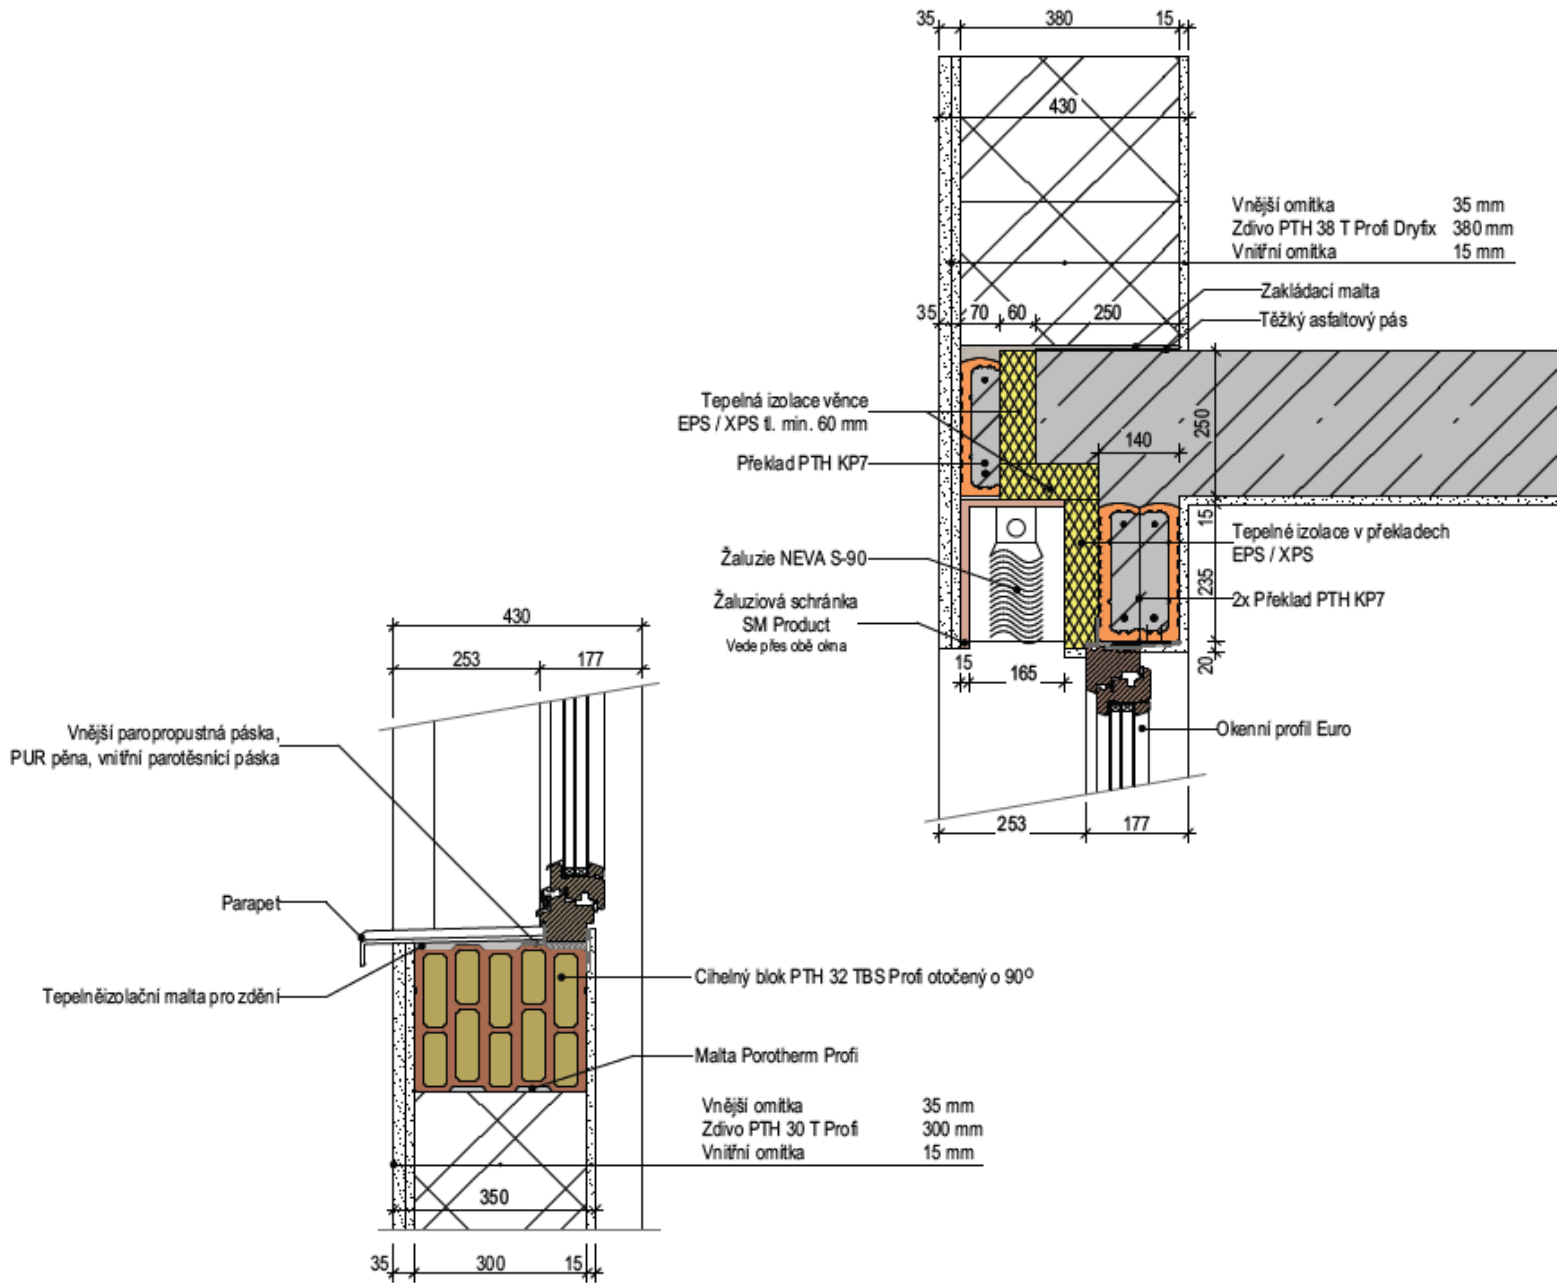 35 380 15
430
Vnější omítka 35 mm
Zdivo PTH 38 T Profi Dryfix 380 mm
Vnitřní omítka 15 mm
Zakládací malta
35 70 60 250
Těžký asfaltový pás
Tepelná izolace věnce
EPS / XPS tl. min. 60 mm
140
250
Překlad PTH KP7
15
Tepelné izolace v překladech
EPS / XPS
Žaluzie NEVA S-90
235
2x Překlad PTH KP7
Žaluziová schránka
SM Product
Vede přes obě okna
15 165
20
Okenní profil Euro
253 177
430
253 177
Vnější paropropustná páska,
PUR pěna, vnitřní parotěsnící páska
Parapet
Cihelný blok PTH 32 TBS Profi otočený o 90º
Tepelněizolační malta pro zdění
Malta Porotherm Profi
Vnější omítka 35 mm
Zdivo PTH 30 T Profi 300 mm
Vnitřní omítka 15 mm
350
35 300 15